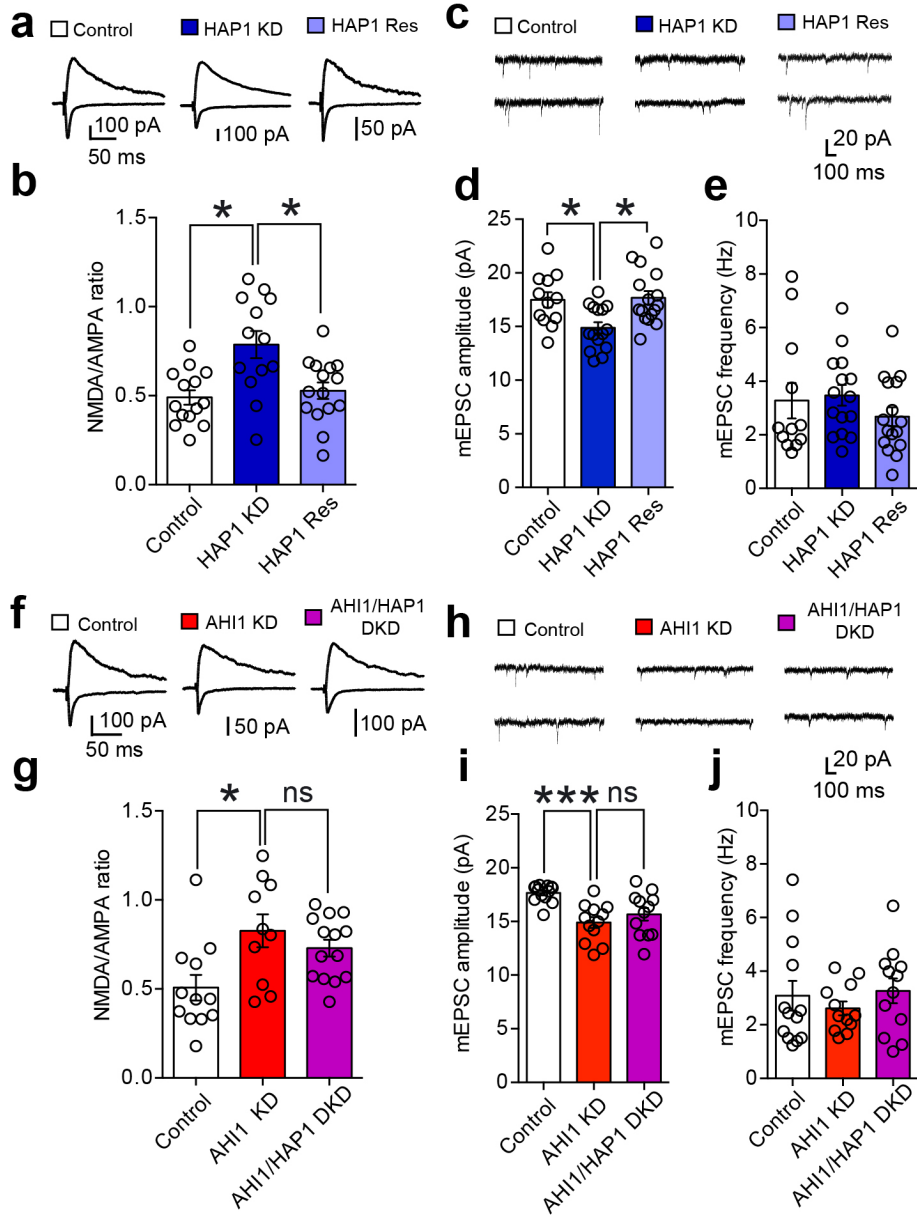 a
Control
HAP1 KD
HAP1 Res
100 pA
50 ms
100 pA
50 pA
c
Control
HAP1 KD
HAP1 Res
20 pA
100 ms
b
NMDA/AMPA ratio
1.5
1.0
0.5
0.0
* *
Control
HAP1 KD
HAP1 Res
d
mEPSC amplitude (pA)
25
20
15
10
5
0
* *
Control
HAP1 KD
HAP1 Res
e
mEPSC frequency (Hz)
10
8
6
4
2
0
Control
HAP1 KD
HAP1 Res
f
Control
AHI1 KD
AHI1/HAP1
DKD
100 pA
50 ms
50 pA
100 pA
h
Control
AHI1 KD
AHI1/HAP1
DKD
20 pA
100 ms
g
NMDA/AMPA ratio
1.5
1.0
0.5
0.0
* ns
Control
AHI1 KD
AHI1/HAP1 DKD
i
mEPSC amplitude (pA)
25
20
15
10
5
0
*** ns
Control
AHI1 KD
AHI1/HAP1 DKD
j
mEPSC frequency (Hz)
10
8
6
4
2
0
Control
AHI1 KD
AHI1/HAP1 DKD